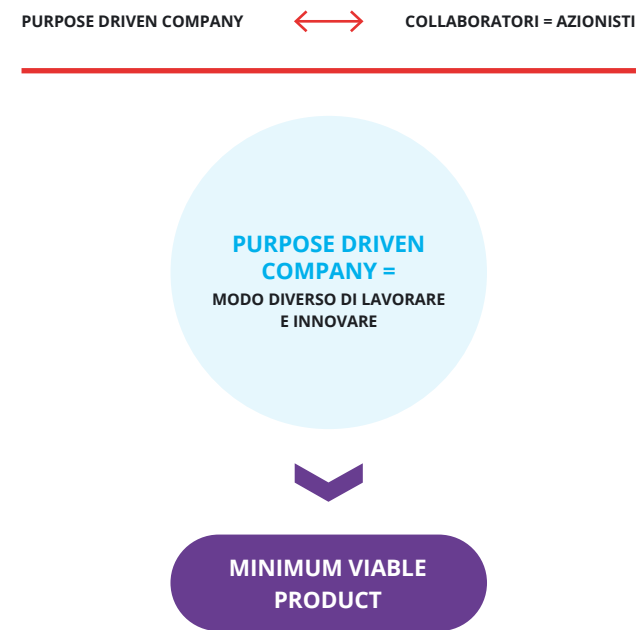 PURPOSE DRIVEN COMPANY
COLLABORATORI = AZIONISTI
PURPOSE DRIVEN
COMPANY =
MODO DIVERSO DI LAVORARE
E INNOVARE
MINIMUM VIABLE
PRODUCT